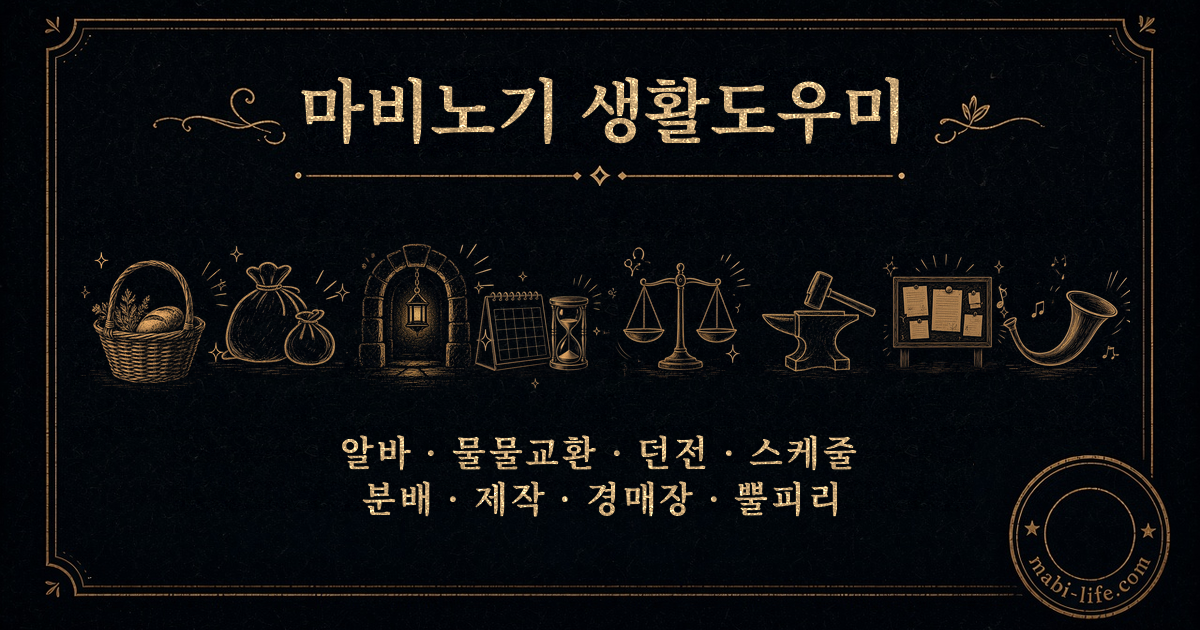 마비노기 생활도우미
알바 · 물물교환 · 던전 · 스케줄
분배 · 제작 · 경매장 · 뿔피리
mabi-life.com